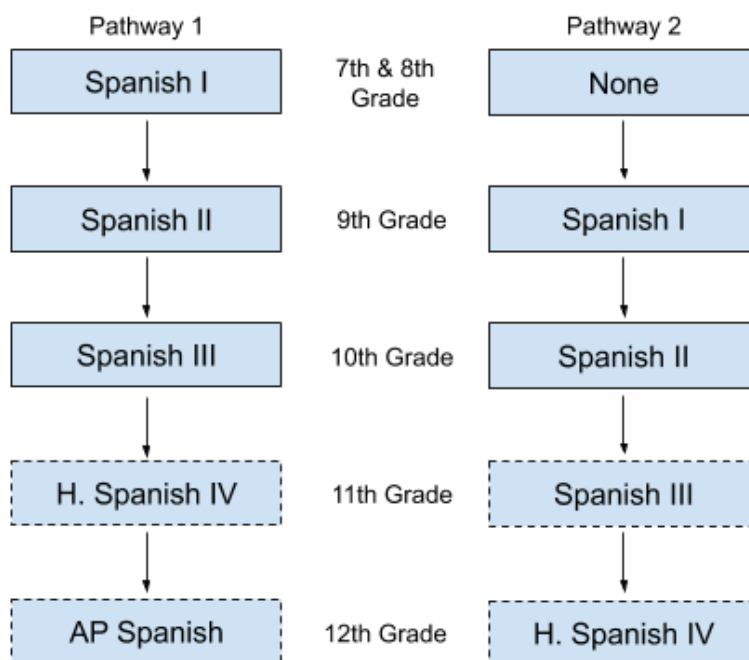 Pathway 1
Pathway 2
Spanish I
7th & 8th
Grade
None
Spanish II
9th Grade
Spanish I
Spanish III
10th Grade
Spanish II
H. Spanish IV
11th Grade
Spanish III
AP Spanish
12th Grade
H. Spanish IV